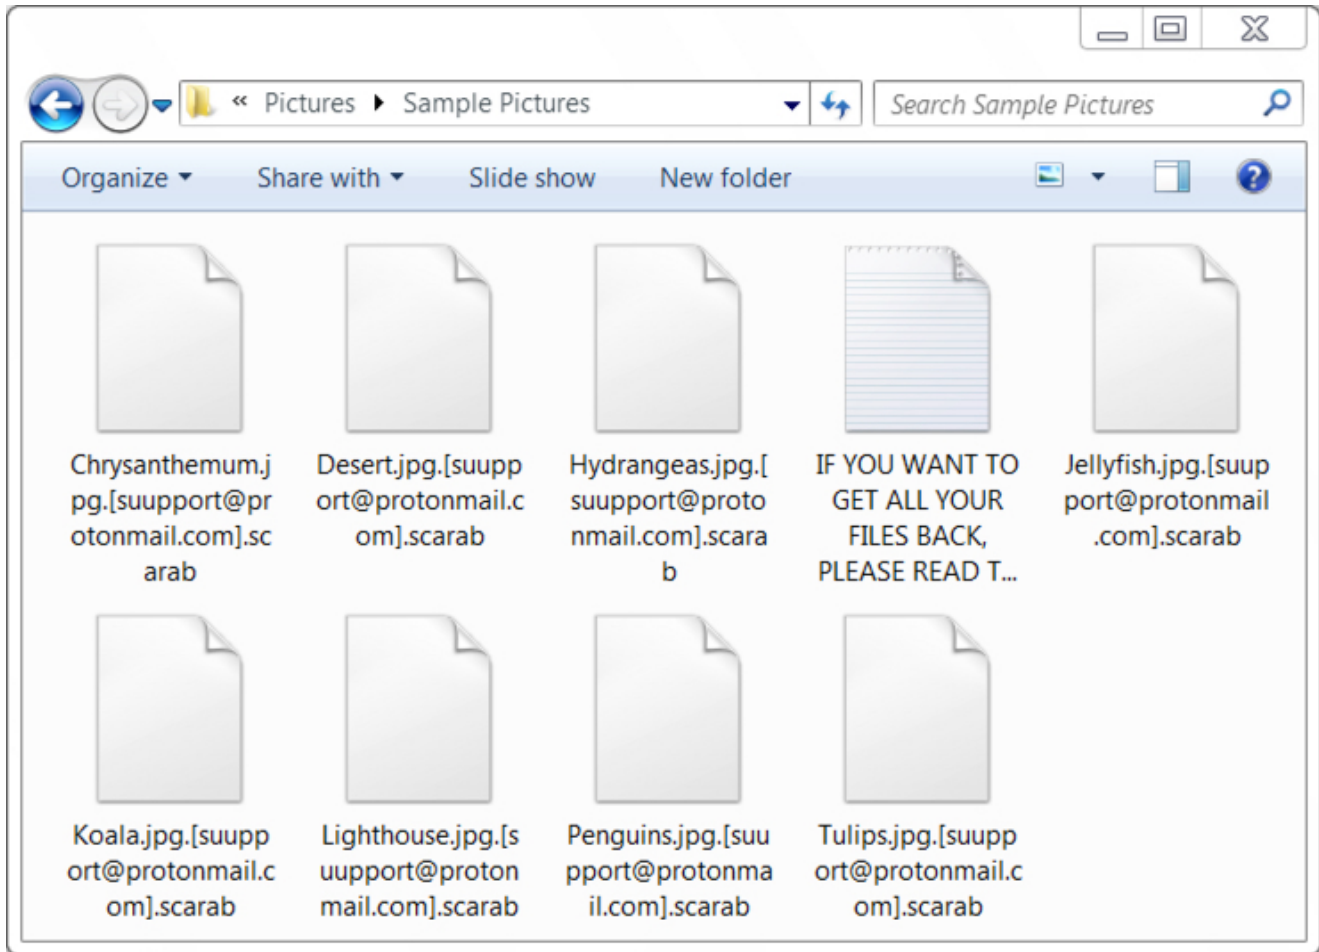 « Pictures ▸ Sample Pictures
Search Sample Pictures
Organize Share with Slide show New folder
Chrysanthemum.j
pg.[suupport@pr
otonmail.com].sc
arab
Desert.jpg.[suupp
ort@protonmail.c
om].scarab
Hydrangeas.jpg.[
suupport@proto
nmail.com].scara
b
IF YOU WANT TO
GET ALL YOUR
FILES BACK,
PLEASE READ T...
Jellyfish.jpg.[suup
port@protonmail
.com].scarab
Koala.jpg.[suupp
ort@protonmail.c
om].scarab
Lighthouse.jpg.[s
uupport@proton
mail.com].scarab
Penguins.jpg.[suu
pport@protonma
il.com].scarab
Tulips.jpg.[suupp
ort@protonmail.c
om].scarab